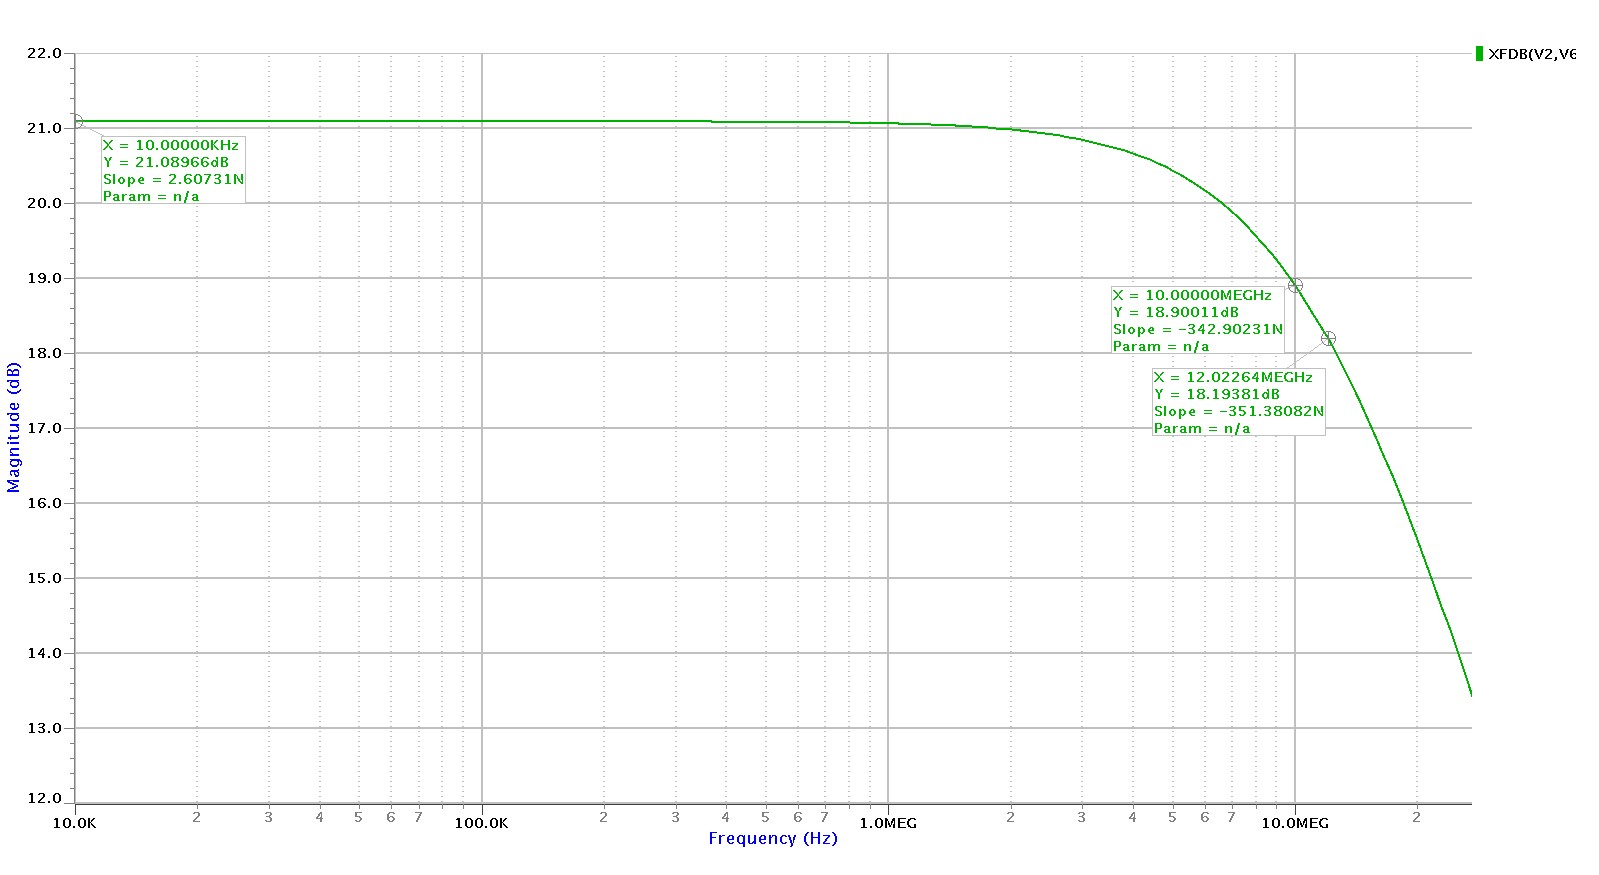 XFDB(V2,V6
22.0
21.0
20.0
19.0
18.0
17.0
16.0
15.0
14.0
13.0
12.0
Magnitude (dB)
X = 10.00000KHz
Y = 21.08966dB
Slope = 2.60731N
Param = n/a
X = 10.00000MEGHz
Y = 18.90011dB
Slope = -342.90231N
Param = n/a
X = 12.02264MEGHz
Y = 18.19381dB
Slope = -351.38082N
Param = n/a
2 3 4 5 6 7 2 3 4 5 6 7 2 3 4 5 6 7 2
10.0K 100.0K 1.0MEG 10.0MEG
Frequency (Hz)